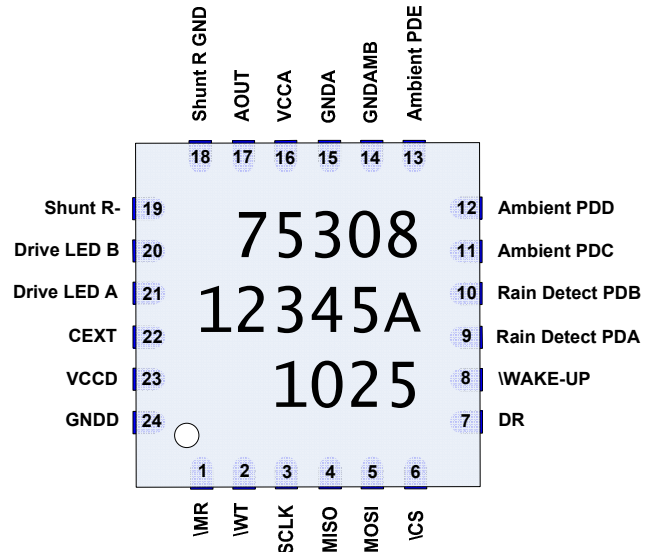 Shunt R GND
AOUT
VCCA
GNDA
GNDAMB
Ambient PDE
18 17 16 15 14 13
Shunt R- 19
Drive LED B 20
Drive LED A 21
CEXT 22
VCCD 23
GNDD 24
75308
12345A
1025
12 Ambient PDD
11 Ambient PDC
10 Rain Detect PDB
9 Rain Detect PDA
8 \WAKE-UP
7 DR
1 2 3 4 5 6
\MR
\WT
SCLK
MISO
MOSI
\CS